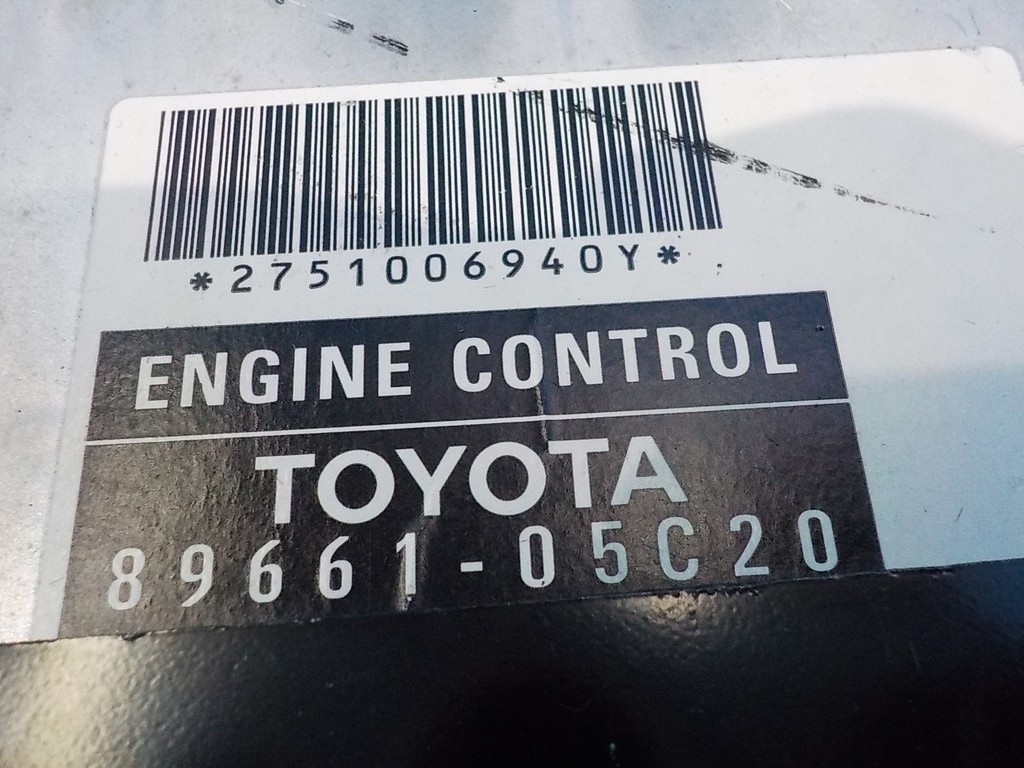 *2751006940Y*
ENGINE CONTROL
TOYOTA
89661-05C20